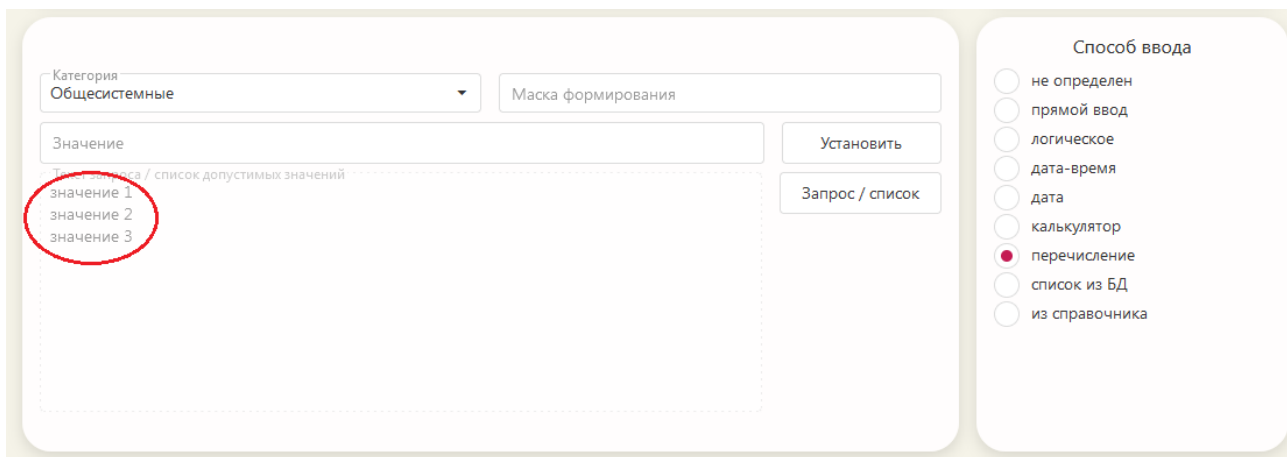 Категория
Общесистемные
Маска формирования
Значение
Установить
Текст запроса / список допустимых значений
значение 1
значение 2
значение 3
Запрос / список
Способ ввода
не определен
прямой ввод
логическое
дата-время
дата
калькулятор
перечисление
список из БД
из справочника